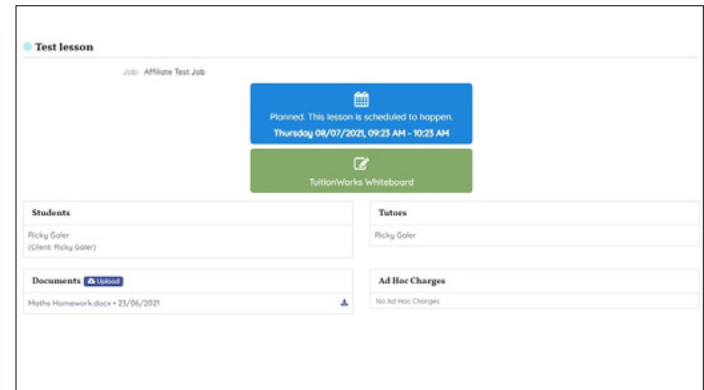 Test lesson
Job: Affiliate Test Job
Planned. This lesson is scheduled to happen.
Thursday 08/07/2021, 09:23 AM - 10:23 AM
TuitionWorks Whiteboard
Students
Ricky Galer
(Client: Ricky Galer)
Tutors
Ricky Galer
Documents Upload
Maths Homework.docx • 23/06/2021
Ad Hoc Charges
No Ad Hoc Charges